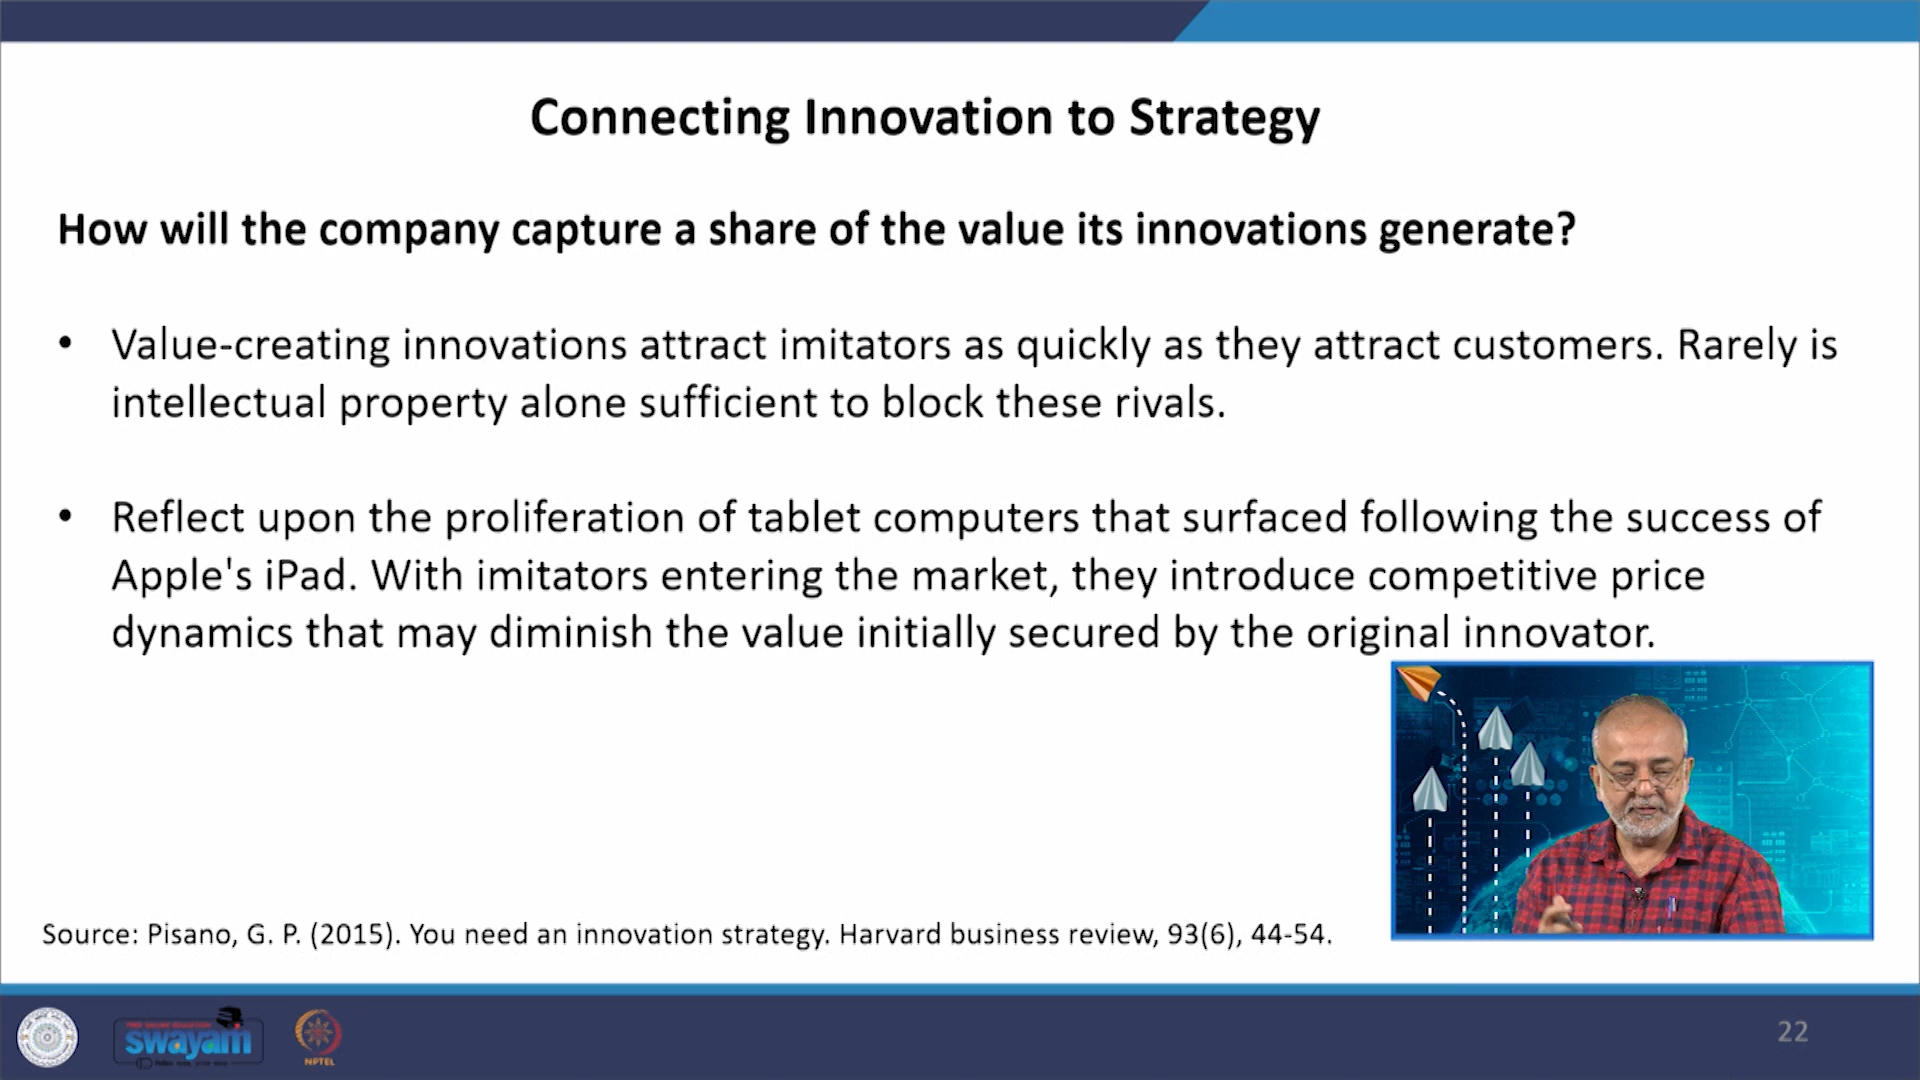 Connecting Innovation to Strategy
How will the company capture a share of the value its innovations generate?
• Value-creating innovations attract imitators as quickly as they attract customers. Rarely is
intellectual property alone sufficient to block these rivals.
• Reflect upon the proliferation of tablet computers that surfaced following the success of
Apple's iPad. With imitators entering the market, they introduce competitive price
dynamics that may diminish the value initially secured by the original innovator.
Source: Pisano, G. P. (2015). You need an innovation strategy. Harvard business review, 93(6), 44-54.
swayam
NPTEL
22